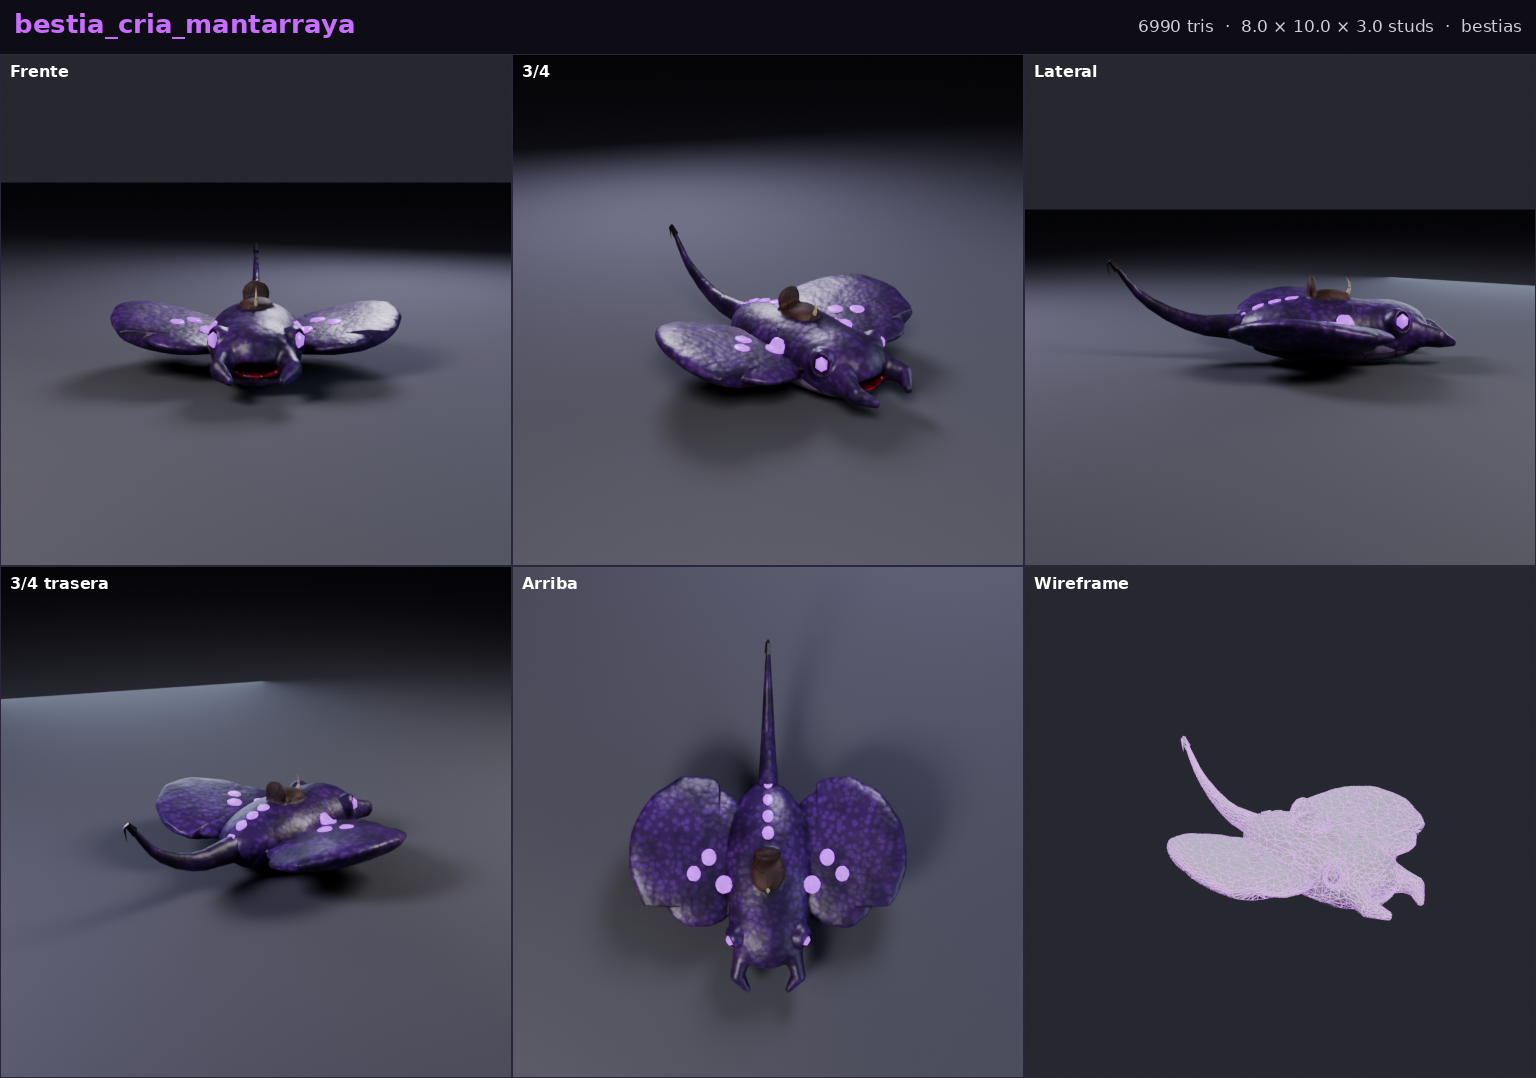 bestia_cria_mantarraya
6990 tris · 8.0 × 10.0 × 3.0 studs · bestias
Frente
3/4
Lateral
3/4 trasera
Arriba
Wireframe